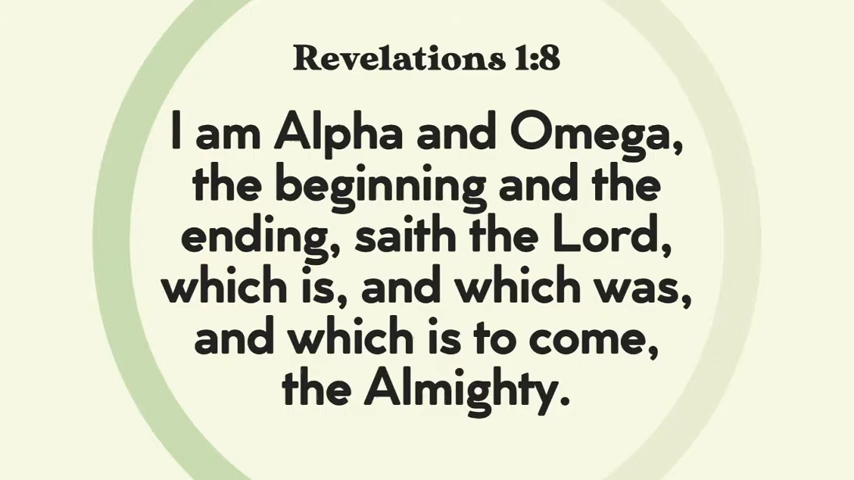 Revelations 1:8
I am Alpha and Omega,
the beginning and the
ending, saith the Lord,
which is, and which was,
and which is to come,
the Almighty.